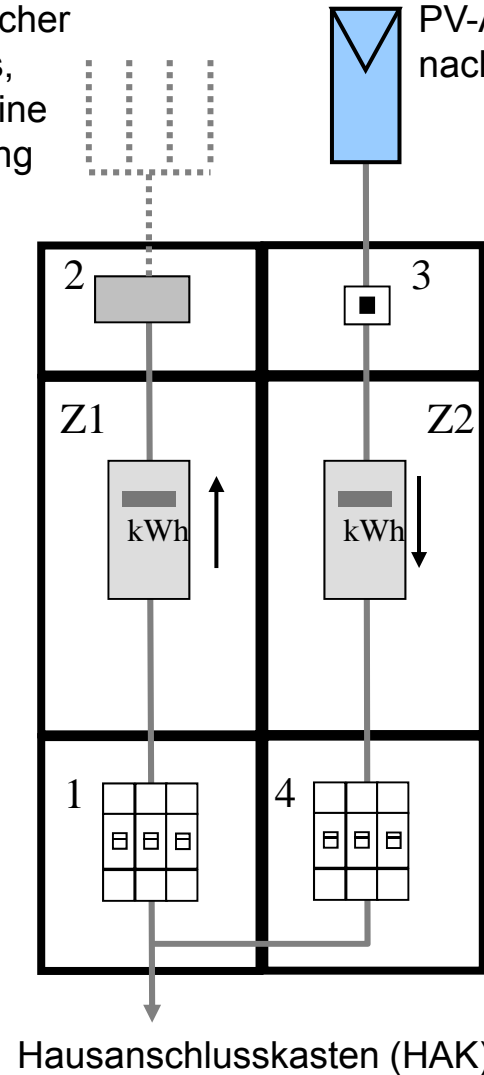 cher
s,
ine
ng
PV-A
nach
2
3
Z1
Z2
kWh
kWh
1
4
Hausanschlusskasten (HAK)